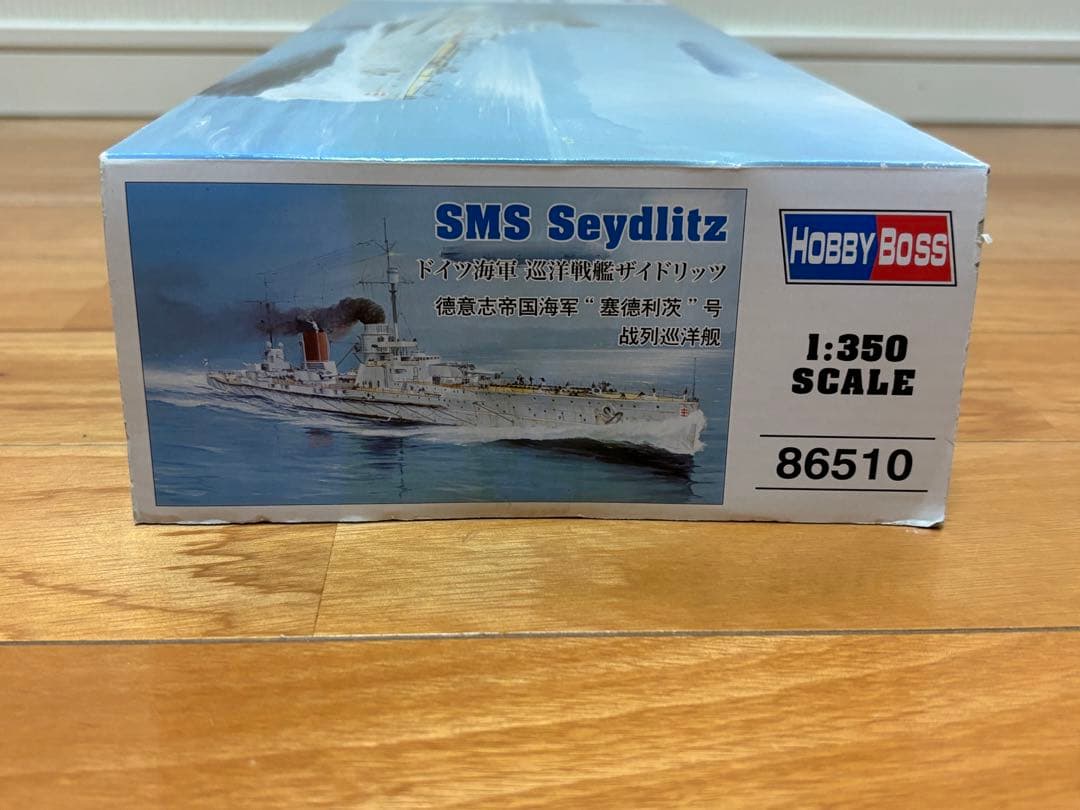 SMS Seydlitz
ドイツ海軍 巡洋戦艦ザイドリッツ
德意志帝国海军“塞德利茨”号
战列巡洋舰
HOBBY BOSS
1:350
SCALE
86510